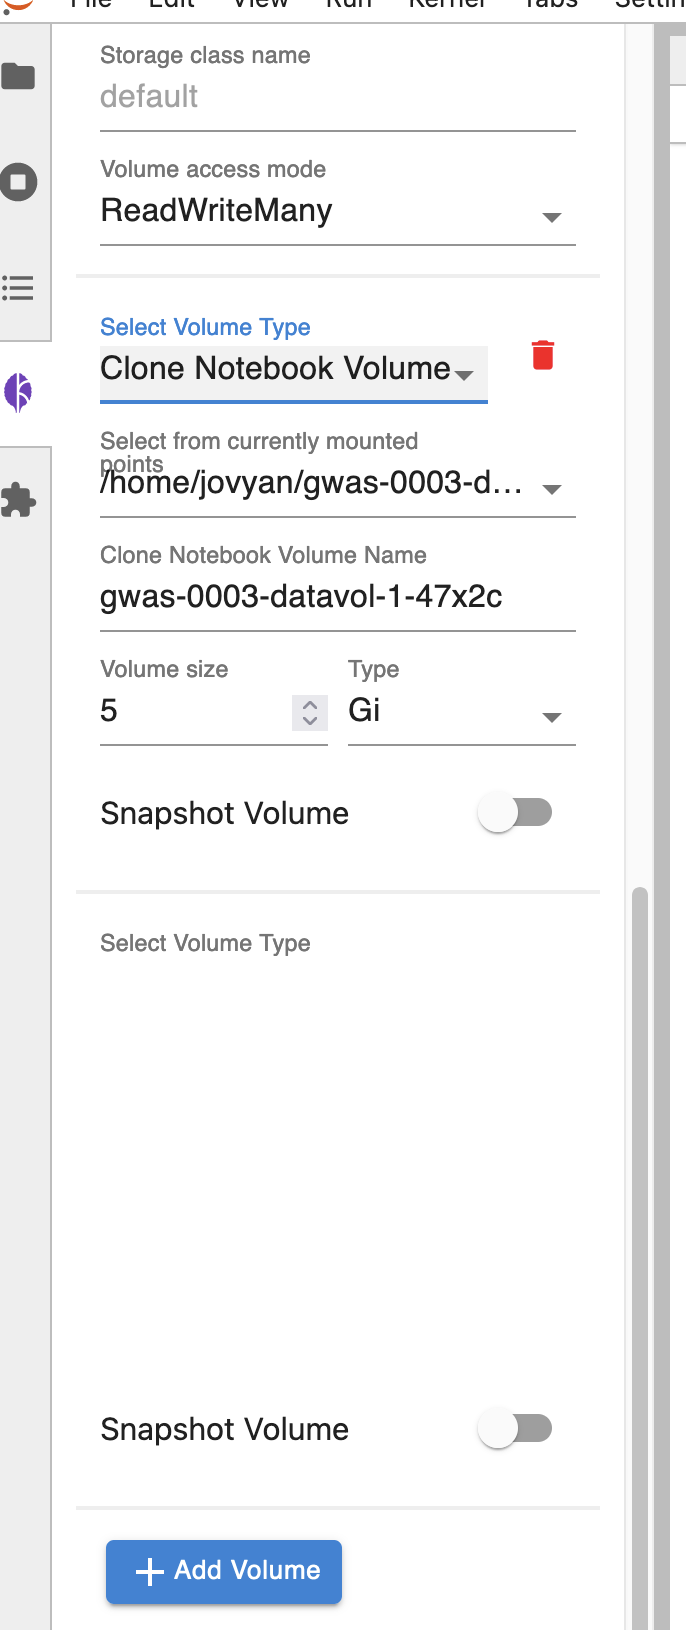 File Edit View Run Kernel Tabs
Storage class name
default
Volume access mode
ReadWriteMany
Select Volume Type
Clone Notebook Volume
Select from currently mounted
points
/home/jovyan/gwas-0003-d...
Clone Notebook Volume Name
gwas-0003-datavol-1-47x2c
Volume size Type
5 Gi
Snapshot Volume
Select Volume Type
Snapshot Volume
Add Volume